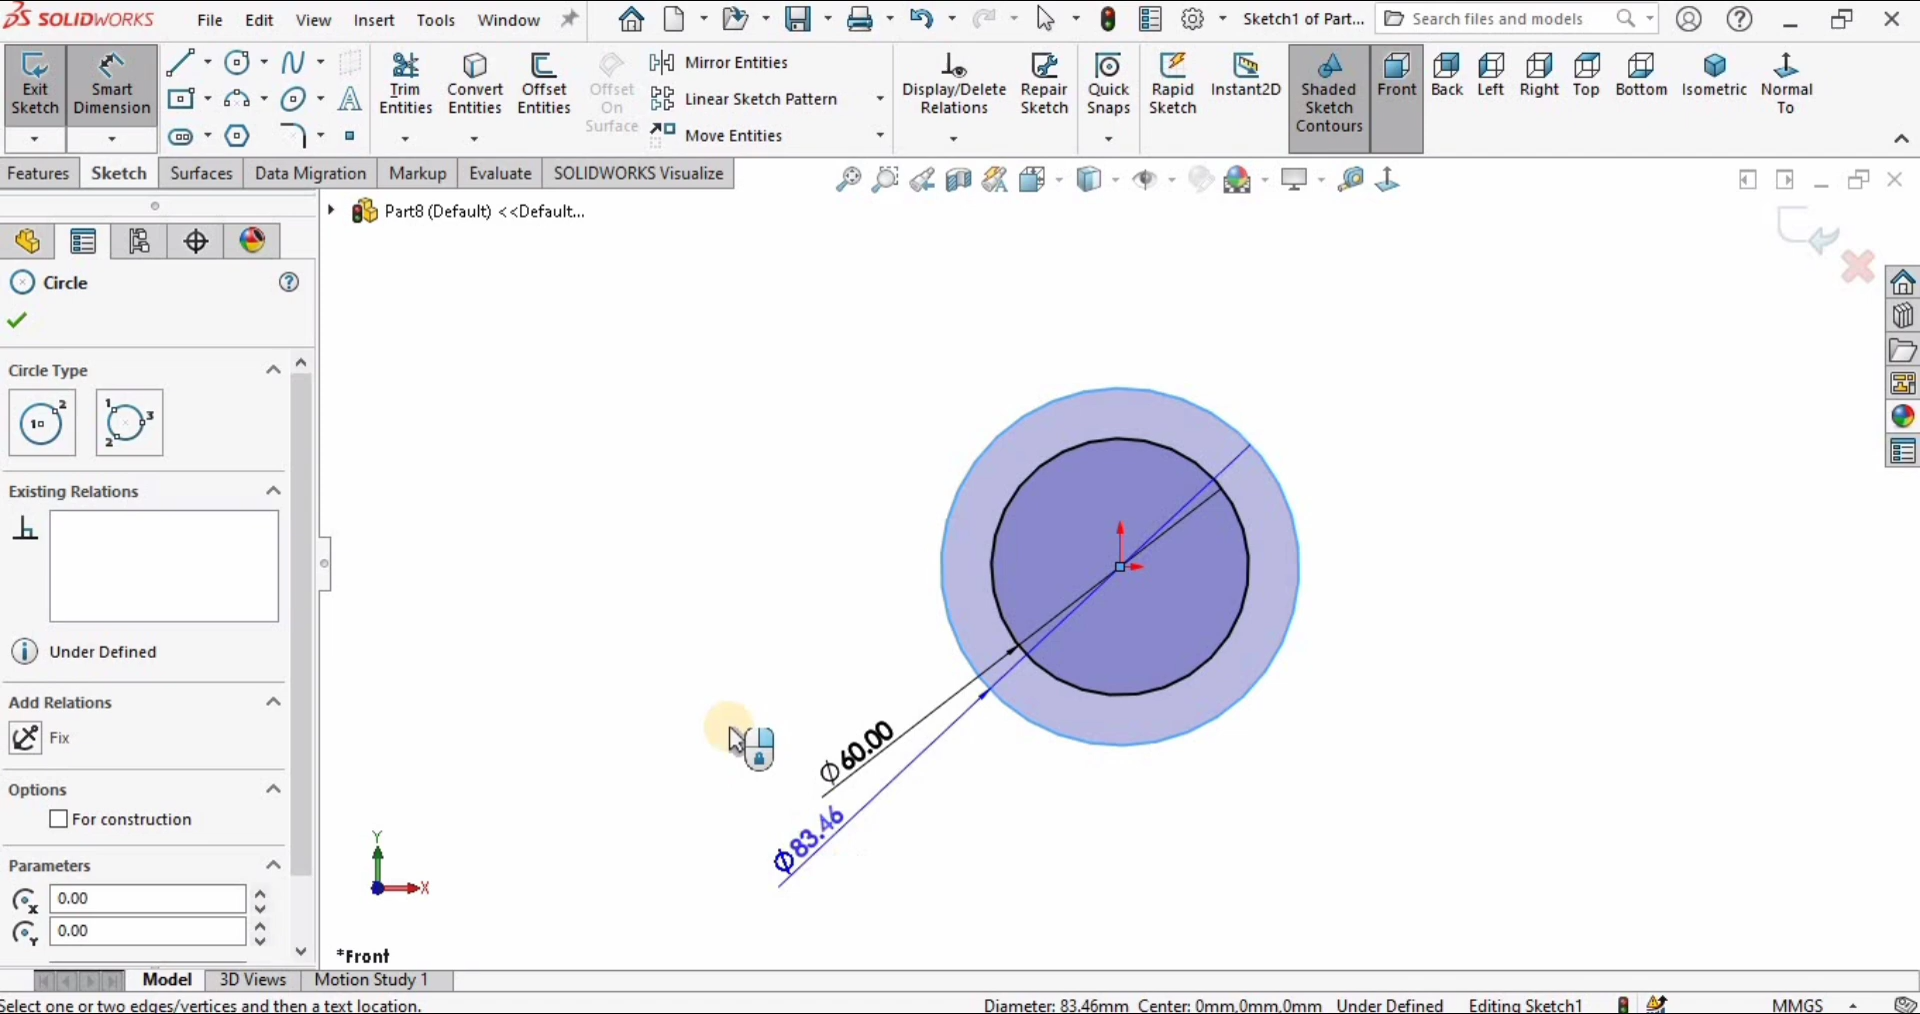 SOLIDWORKS
File Edit View Insert Tools Window
Sketch1 of Part...
Search files and models
Exit Sketch
Smart Dimension
Trim Entities
Convert Entities
Offset Entities
Offset On Surface
Mirror Entities
Linear Sketch Pattern
Move Entities
Display/Delete Relations
Repair Sketch
Quick Snaps
Rapid Sketch
Instant2D
Shaded Sketch Contours
Front
Back
Left
Right
Top
Bottom
Isometric
Normal To
Features Sketch Surfaces Data Migration Markup Evaluate SOLIDWORKS Visualize
Part8 (Default) <<Default...
Circle
Circle Type
Existing Relations
Under Defined
Add Relations
Fix
Options
For construction
Parameters
0.00
0.00
Φ60.00
Φ83.46
Y
X
*Front
Model 3D Views Motion Study 1
Select one or two edges/vertices and then a text location.
Diameter: 83.46mm Center: 0mm,0mm,0mm Under Defined Editing Sketch1 MMGS